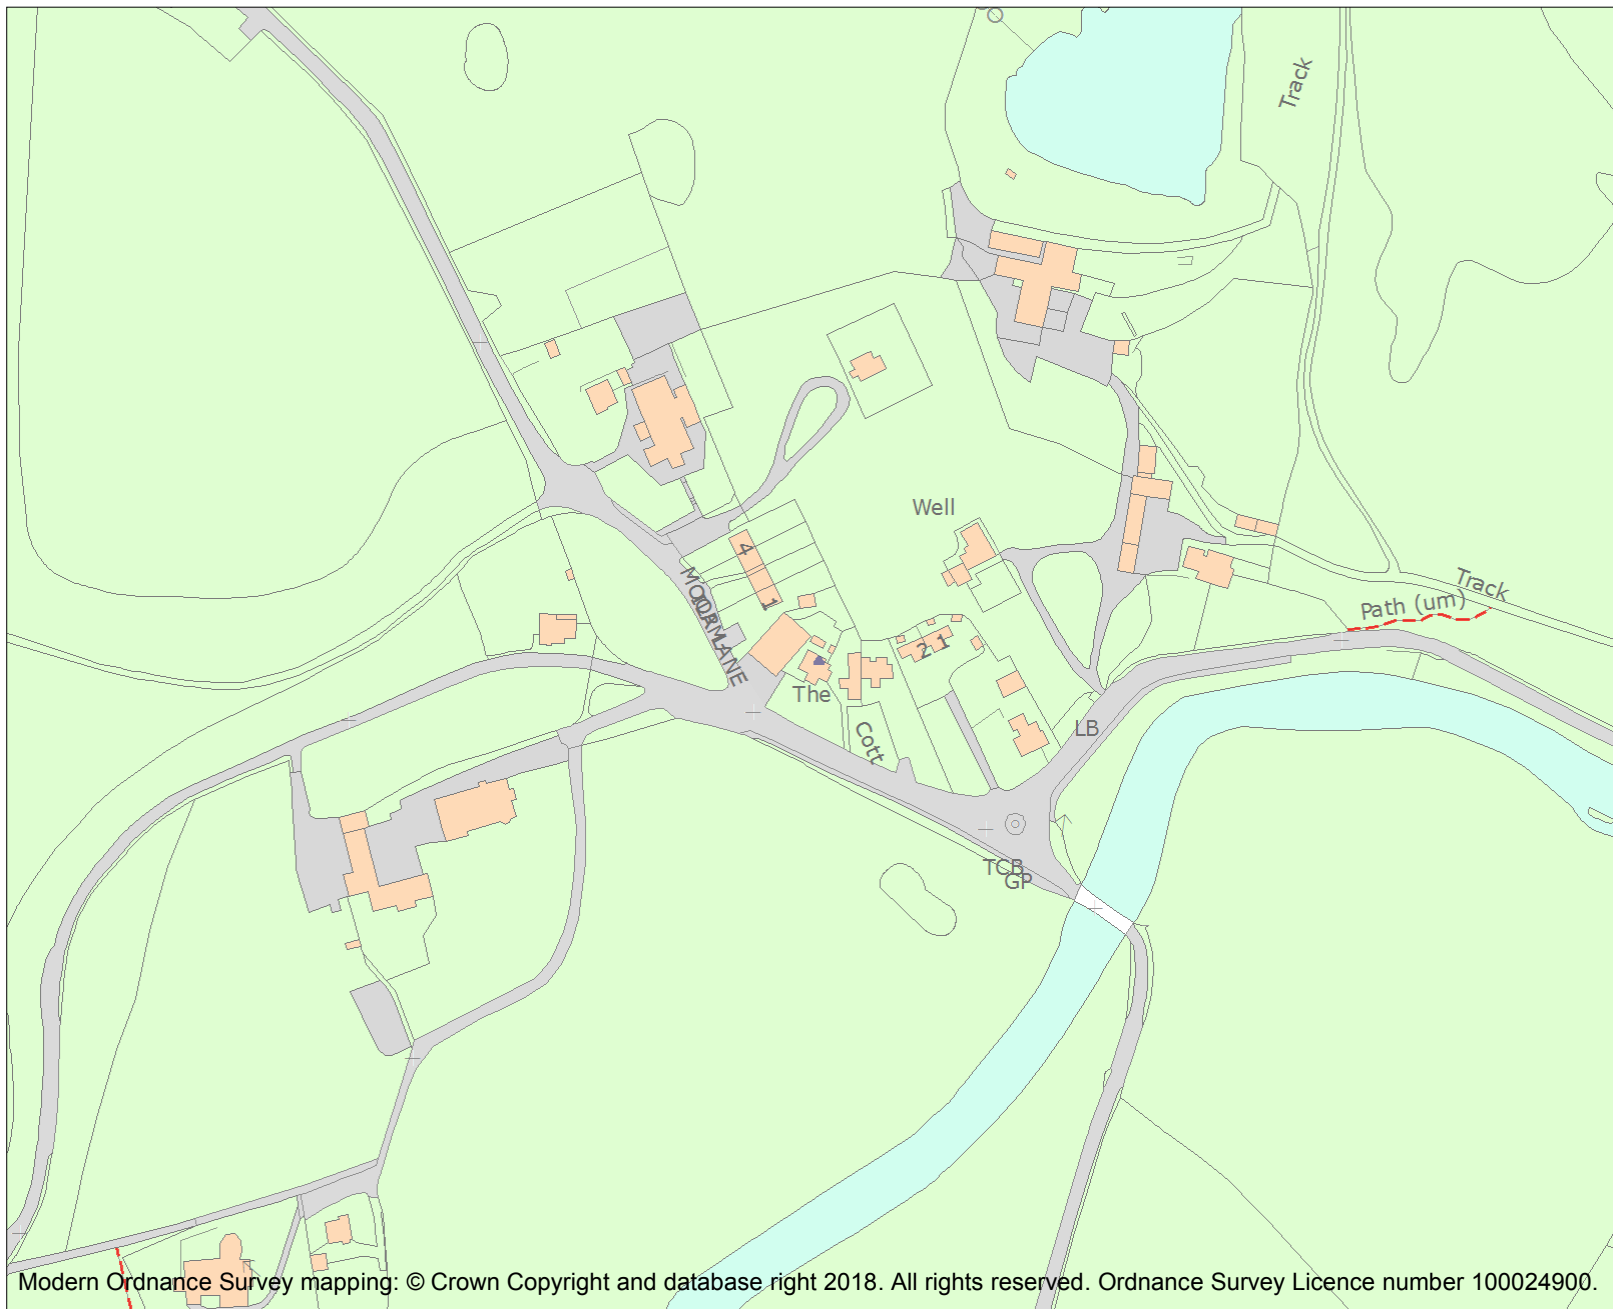 Track
Well
4
1
MOOR LANE
Track
Path (um)
2 1
The
Cott
LB
TCB
GP
Modern Ordnance Survey mapping: © Crown Copyright and database right 2018. All rights reserved. Ordnance Survey Licence number 100024900.